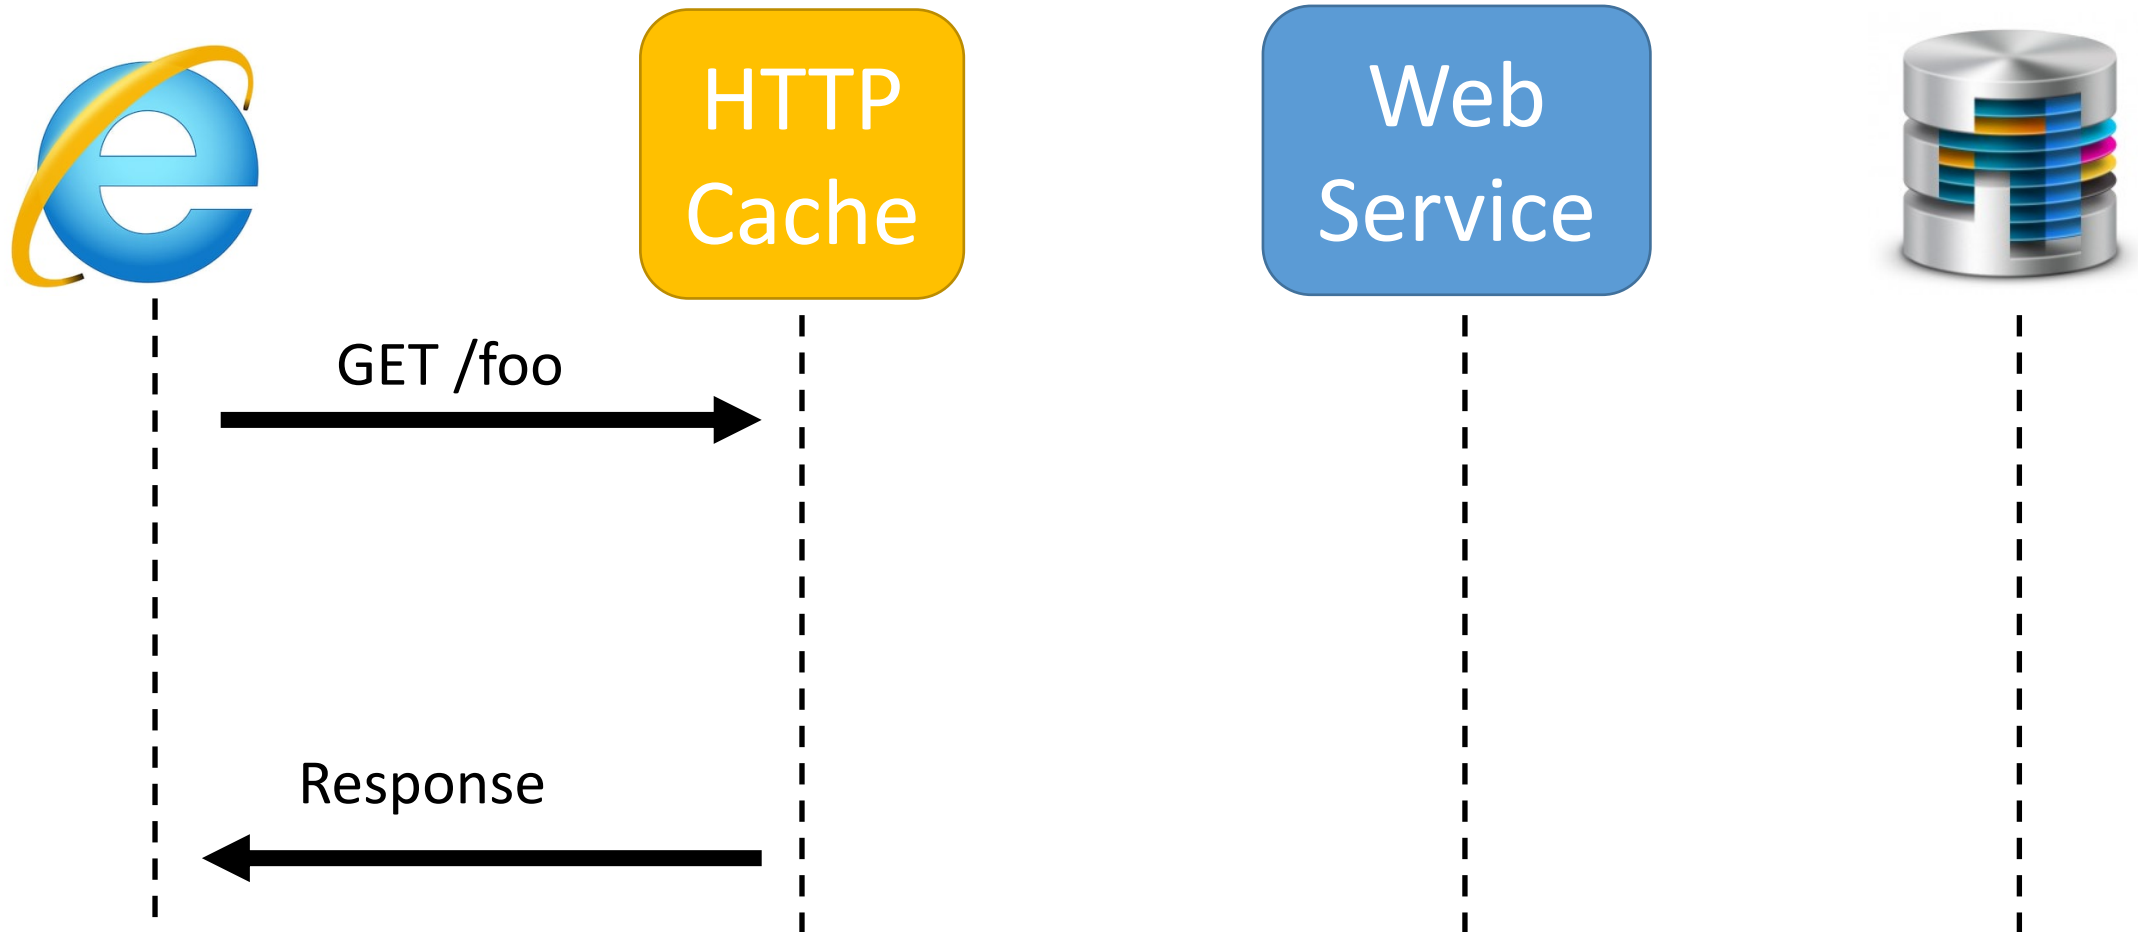 HTTP
Cache
Web
Service
GET /foo
Response